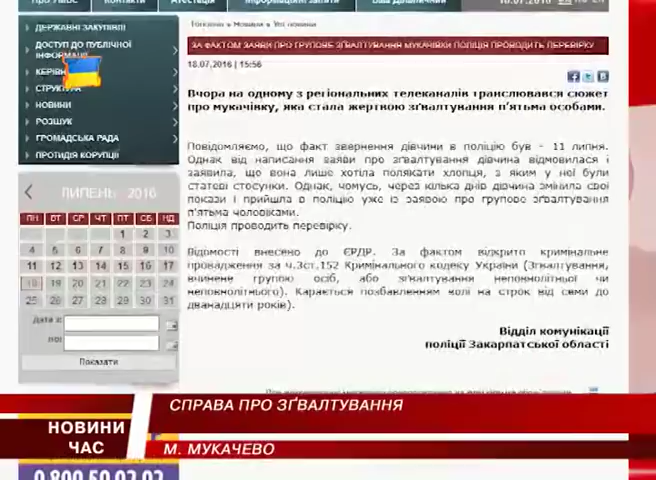 Контакти
Атестація
18.07.2016
ДЕРЖАВНІ ЗАКУПІВЛІ
ДОСТУП ДО ПУБЛІЧНОЇ
ІНФОРМАЦІЇ
СТРУКТУРА
НОВИНИ
РОЗШУК
ГРОМАДСЬКА РАДА
ПРОТИДІЯ КОРУПЦІЇ
ЗА ФАКТОМ ЗАЯВИ ПРО ГРУПОВЕ ЗҐВАЛТУВАННЯ МУКАЧІВКИ ПОЛІЦІЯ ПРОВОДИТЬ ПЕРЕВІРКУ
18.07.2016 | 15:56
Вчора на одному з регіональних телеканалів транслювався сюжет
про мукачівку, яка стала жертвою зґвалтування п'ятьма особами.
Повідомляємо, що факт звернення дівчини в поліцію був - 11 липня.
Однак від написання заяви про зґвалтування дівчина відмовилася і
заявила, що вона лише хотіла полякати хлопця, з яким у неї були
статеві стосунки. Однак, чомусь, через кілька днів дівчина змінила свої
покази і прийшла в поліцію уже із заявою про групове зґвалтування
п'ятьма чоловіками.
Поліція проводить перевірку.
Відомості внесено до ЄРДР. За фактом відкрито кримінальне
провадження за ч.3ст.152 Кримінального кодексу України (Зґвалтування,
вчинене групою осіб, або зґвалтування неповнолітньої чи
неповнолітнього). Карається позбавленням волі на строк від семи до
дванадцяти років).
Відділ комунікації
поліції Закарпатської області
ЛИПЕНЬ 2016
ПН ВТ СР ЧТ ПТ СБ НД
1 2 3
4 5 6 7 8 9 10
11 12 13 14 15 16 17
18 19 20 21 22 23 24
25 26 27 28 29 30 31
Дата з:
по:
Показати
СПРАВА ПРО ЗҐВАЛТУВАННЯ
НОВИНИ
ЧАС
М. МУКАЧЕВО